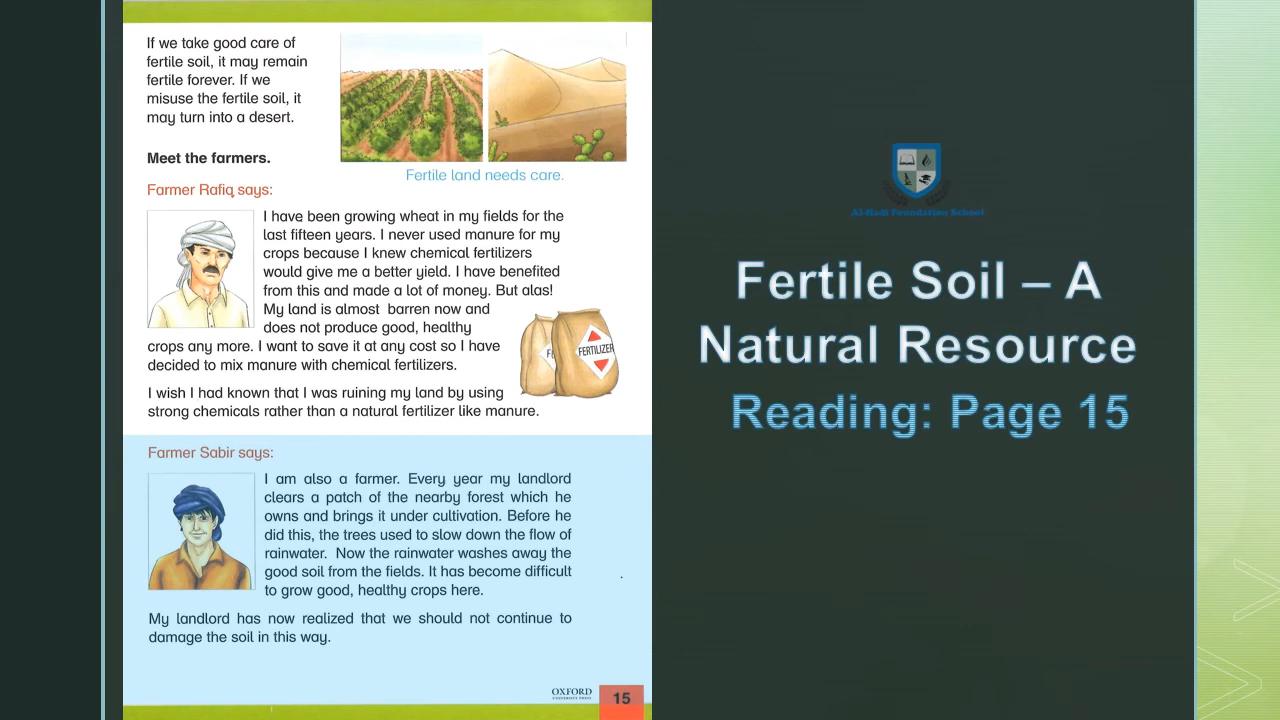 If we take good care of
fertile soil, it may remain
fertile forever. If we
misuse the fertile soil, it
may turn into a desert.
Fertile land needs care.
Meet the farmers.
Farmer Rafiq says:
I have been growing wheat in my fields for the
last fifteen years. I never used manure for my
crops because I knew chemical fertilizers
would give me a better yield. I have benefited
from this and made a lot of money. But alas!
My land is almost barren now and
does not produce good, healthy
crops any more. I want to save it at any cost so I have
decided to mix manure with chemical fertilizers.
FERTILIZER
I wish I had known that I was ruining my land by using
strong chemicals rather than a natural fertilizer like manure.
Farmer Sabir says:
I am also a farmer. Every year my landlord
clears a patch of the nearby forest which he
owns and brings it under cultivation. Before he
did this, the trees used to slow down the flow of
rainwater. Now the rainwater washes away the
good soil from the fields. It has become difficult
to grow good, healthy crops here.
My landlord has now realized that we should not continue to
damage the soil in this way.
OXFORD
UNIVERSITY PRESS
15
Al-Hadi Foundation School
Fertile Soil – A
Natural Resource
Reading: Page 15